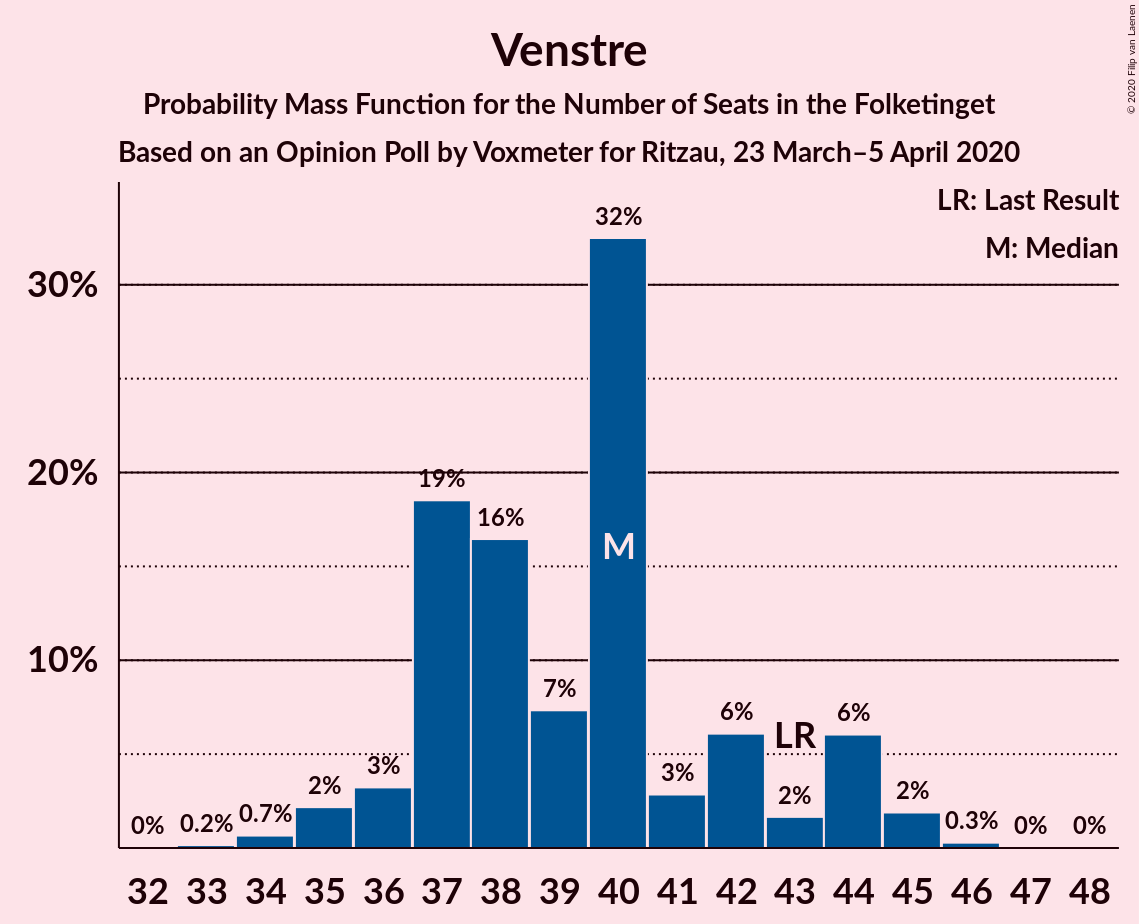 Venstre
Probability Mass Function for the Number of Seats in the Folketinget
Based on an Opinion Poll by Voxmeter for Ritzau, 23 March–5 April 2020
© 2020 Filip van Laenen
LR: Last Result
M: Median
30%
20%
10%
0% 0.2% 0.7% 2% 3% 19% 16% 7% 32% 3% 6% 2% 6% 2% 0.3% 0% 0%
M
LR
32 33 34 35 36 37 38 39 40 41 42 43 44 45 46 47 48